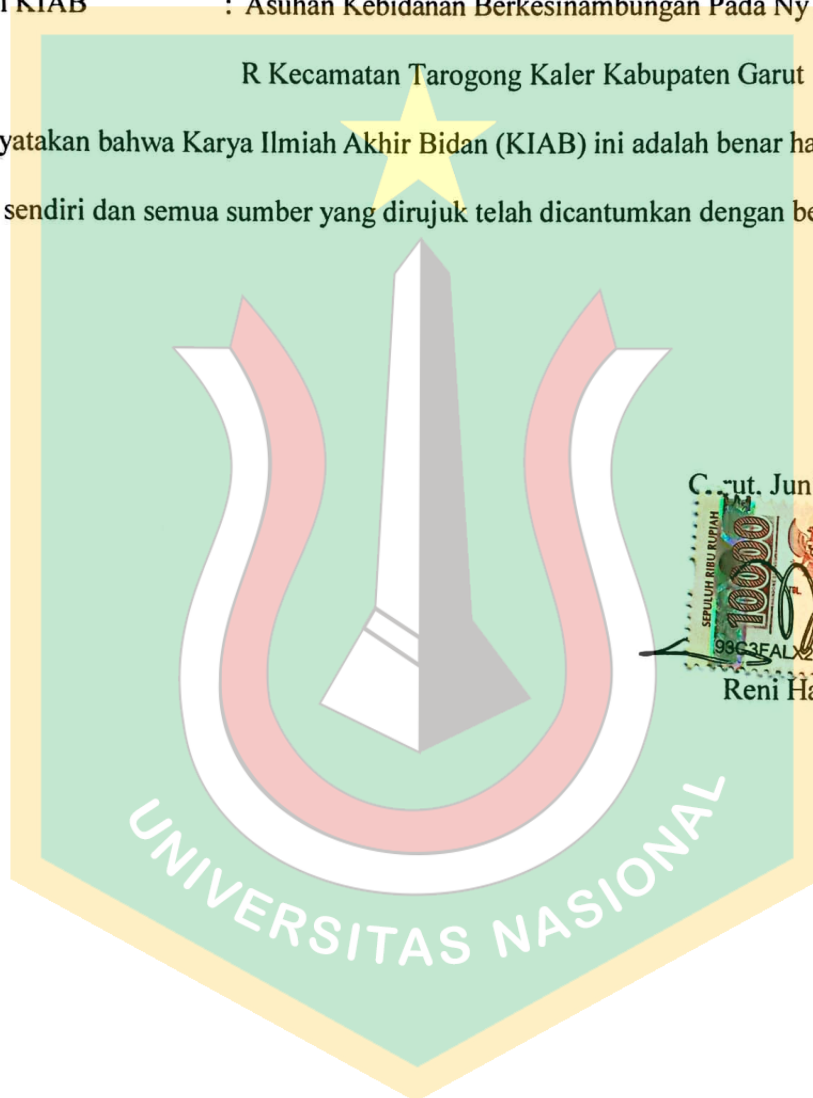 KIAB : Asuhan Kebidanan Berkesinambungan Pada Ny
R Kecamatan Tarogong Kaler Kabupaten Garut
yatakan bahwa Karya Ilmiah Akhir Bidan (KIAB) ini adalah benar ha
sendiri dan semua sumber yang dirujuk telah dicantumkan dengan be
rut, Jun
SEPULUH RIBU RUPIAH
10000
93C3FALX2
Reni Ha
UNIVERSITAS NASIONAL